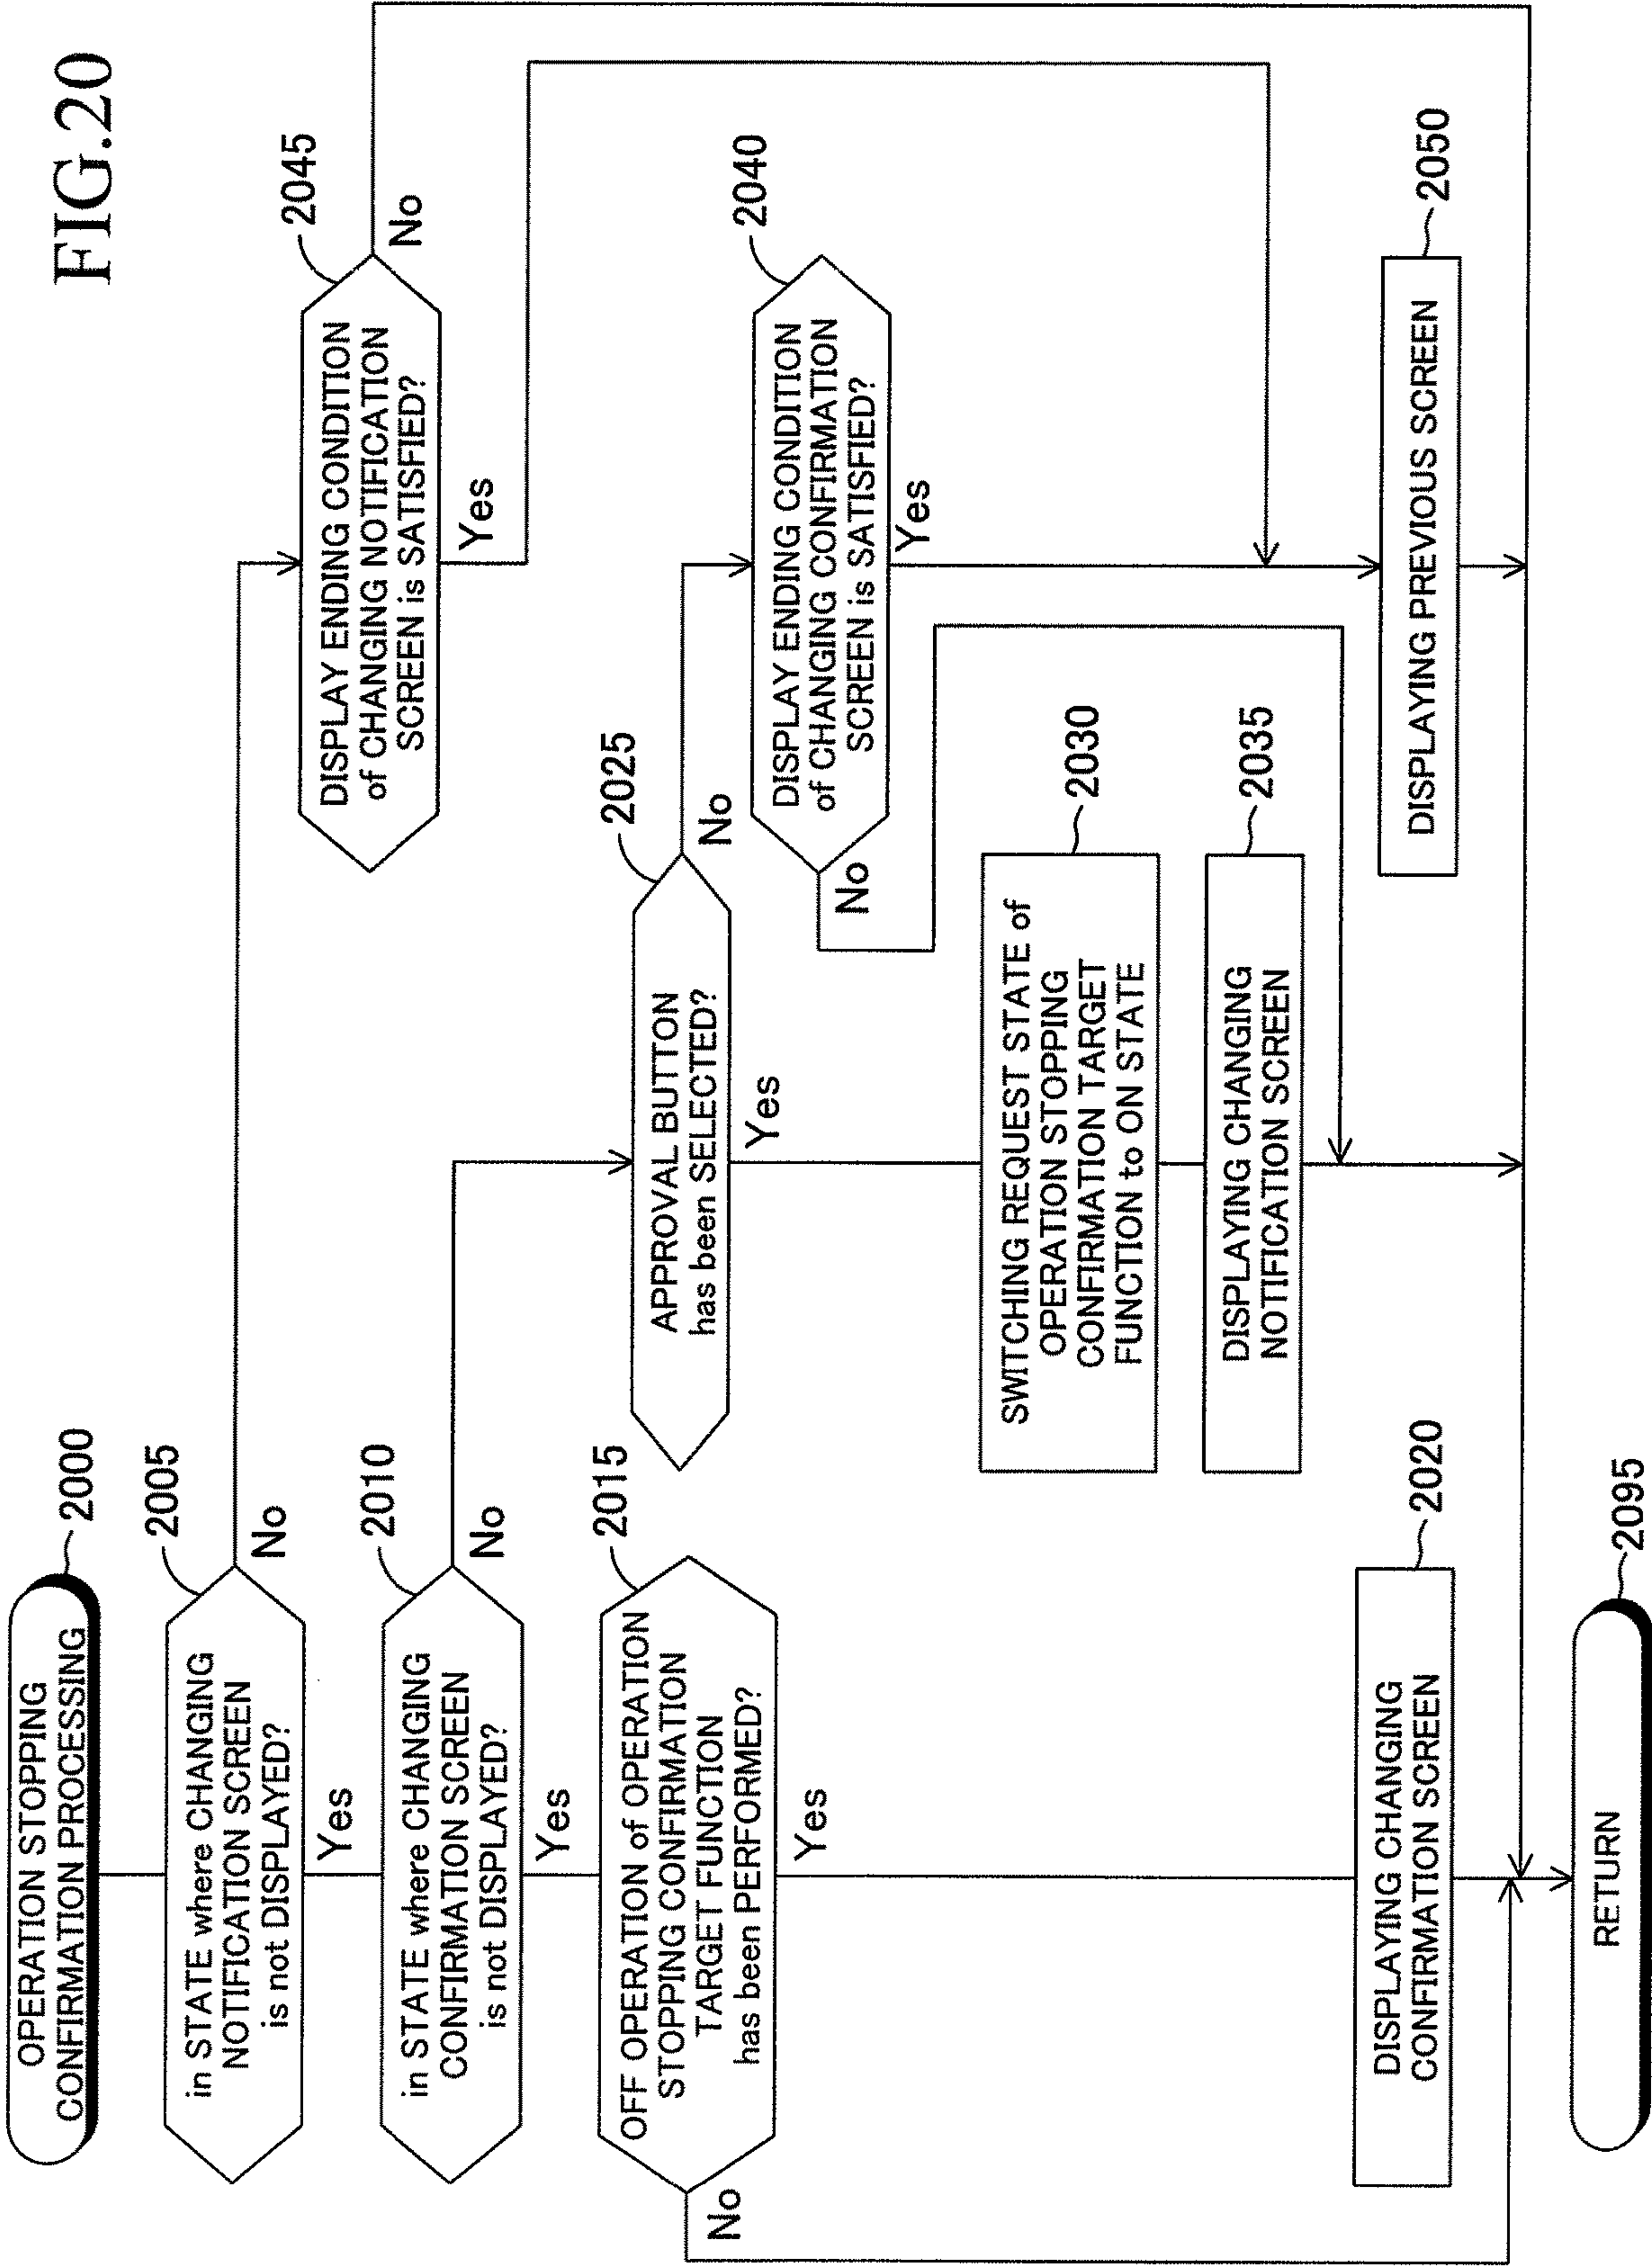 FIG.20
OPERATION STOPPING
CONFIRMATION PROCESSING
2000
in STATE where CHANGING
NOTIFICATION SCREEN
is not DISPLAYED?
2005
No
Yes
in STATE where CHANGING
CONFIRMATION SCREEN
is not DISPLAYED?
2010
No
Yes
OFF OPERATION of OPERATION
STOPPING CONFIRMATION
TARGET FUNCTION
has been PERFORMED?
2015
No
Yes
DISPLAYING CHANGING
CONFIRMATION SCREEN
2020
RETURN
2095
APPROVAL BUTTON
has been SELECTED?
2025
No
Yes
SWITCHING REQUEST STATE of
OPERATION STOPPING
CONFIRMATION TARGET
FUNCTION to ON STATE
2030
DISPLAYING CHANGING
NOTIFICATION SCREEN
2035
DISPLAY ENDING CONDITION
of CHANGING NOTIFICATION
SCREEN is SATISFIED?
2045
No
Yes
DISPLAY ENDING CONDITION
of CHANGING CONFIRMATION
SCREEN is SATISFIED?
2040
No
Yes
DISPLAYING PREVIOUS SCREEN
2050